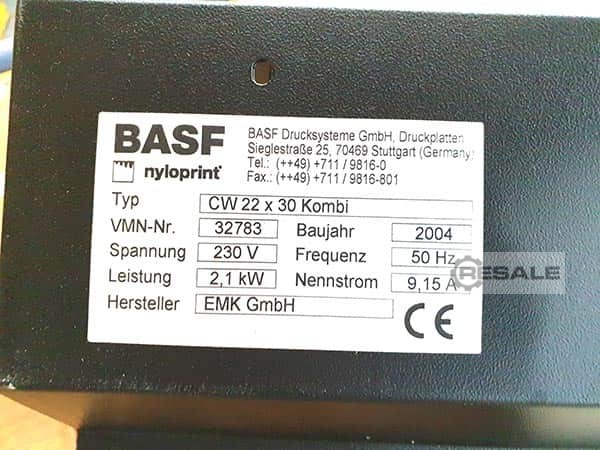 BASF
nyloprint®
BASF Drucksysteme GmbH, Druckplatten
Sieglestraße 25, 70469 Stuttgart (Germany)
Tel.: (++49) +711 / 9816-0
Fax.: (++49) +711 / 9816-801
Typ CW 22 x 30 Kombi
VMN-Nr. 32783 Baujahr 2004
Spannung 230 V Frequenz 50 Hz
Leistung 2,1 kW Nennstrom 9,15 A
Hersteller EMK GmbH
CE
RESALE